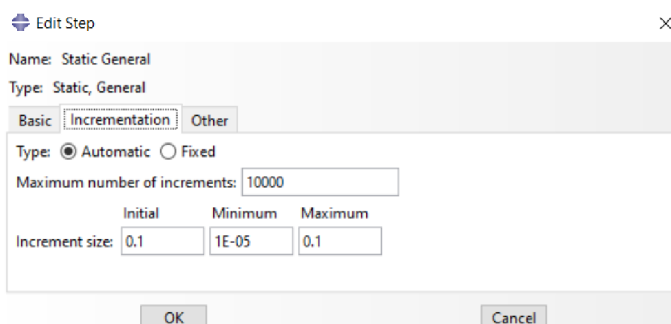 Edit Step
Name: Static General
Type: Static, General
Basic Incrementation Other
Type: Automatic Fixed
Maximum number of increments: 10000
Initial Minimum Maximum
Increment size: 0.1 1E-05 0.1
OK Cancel